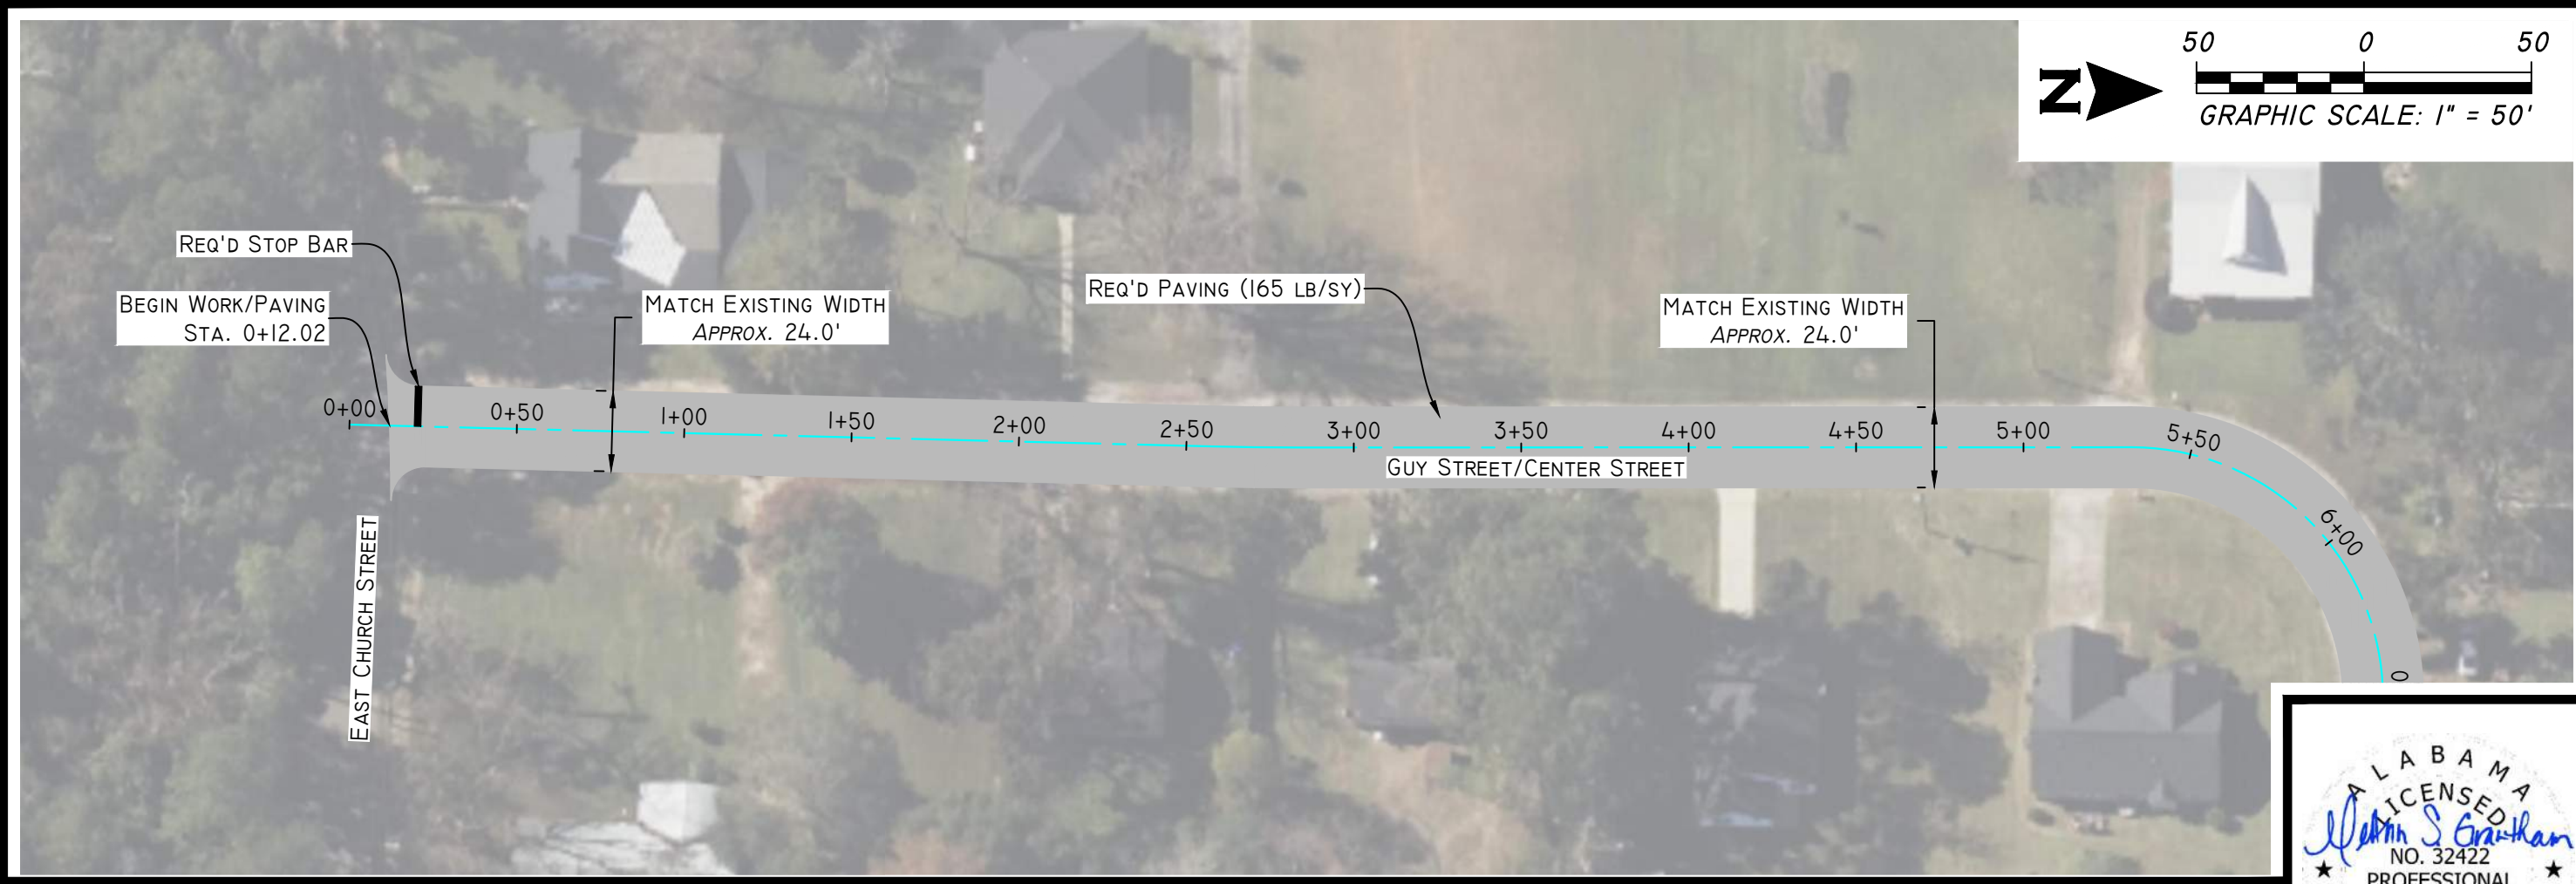 50 0 50
N
GRAPHIC SCALE: 1" = 50'
REQ'D STOP BAR
BEGIN WORK/PAVING
STA. 0+12.02
MATCH EXISTING WIDTH
APPROX. 24.0'
REQ'D PAVING (165 LB/SY)
MATCH EXISTING WIDTH
APPROX. 24.0'
0+00 0+50 1+00 1+50 2+00 2+50 3+00 3+50 4+00 4+50 5+00 5+50
6+00
0
GUY STREET/CENTER STREET
EAST CHURCH STREET
ALABAMA
LICENSED
NO. 32422
PROFESSIONAL